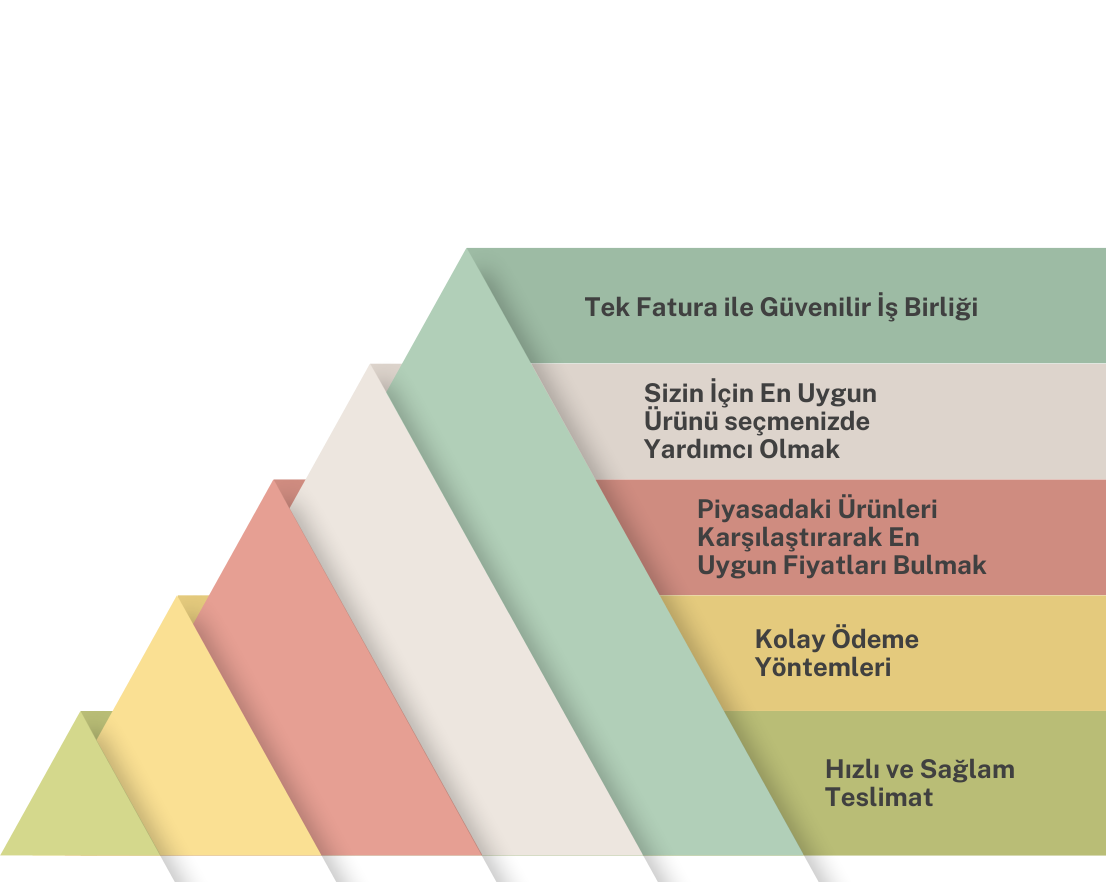 Tek Fatura ile Güvenilir İş Birliği
Sizin İçin En Uygun
Ürünü seçmenizde
Yardımcı Olmak
Piyasadaki Ürünleri
Karşılaştırarak En
Uygun Fiyatları Bulmak
Kolay Ödeme
Yöntemleri
Hızlı ve Sağlam
Teslimat